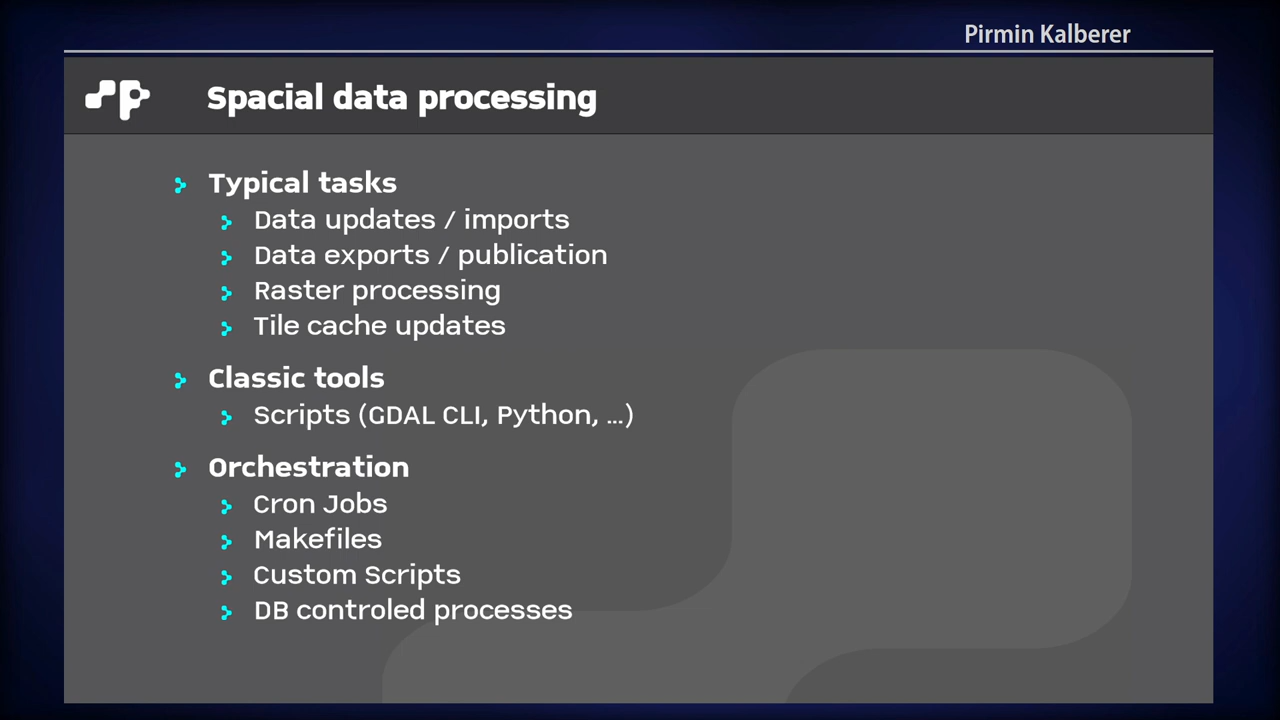 Pirmin Kalberer
Spacial data processing
Typical tasks
Data updates / imports
Data exports / publication
Raster processing
Tile cache updates
Classic tools
Scripts (GDAL CLI, Python, ...)
Orchestration
Cron Jobs
Makefiles
Custom Scripts
DB controled processes